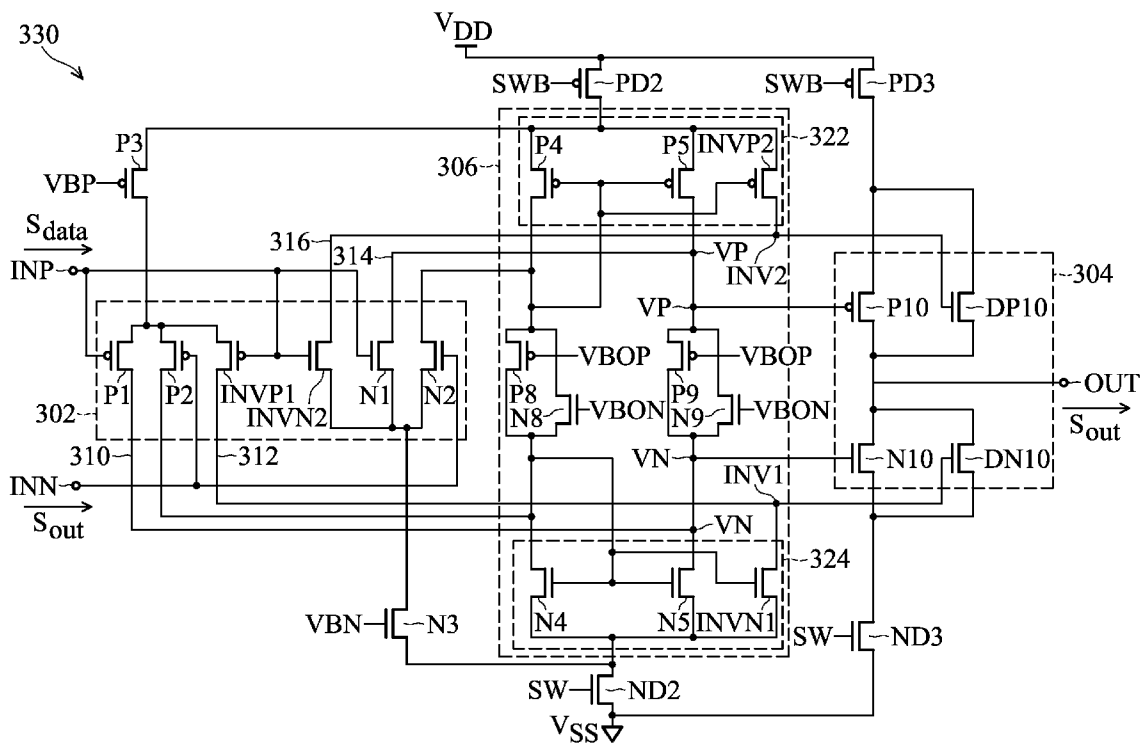 330
VDD
SWB
PD2
SWB
PD3
P3
P4
P5
INVP2
322
306
VBP
Sdata
316
314
VP
INV2
304
INP
VP
P10
DP10
P1
P2
INVP1
INVN2
N1
N2
VBOP
P8
VBOP
P9
OUT
302
N8
VBON
N9
VBON
Sout
310
312
VN
N10
DN10
INN
INV1
Sout
VN
324
N4
N5
INVN1
VBN
N3
SW
ND3
SW
ND2
VSS